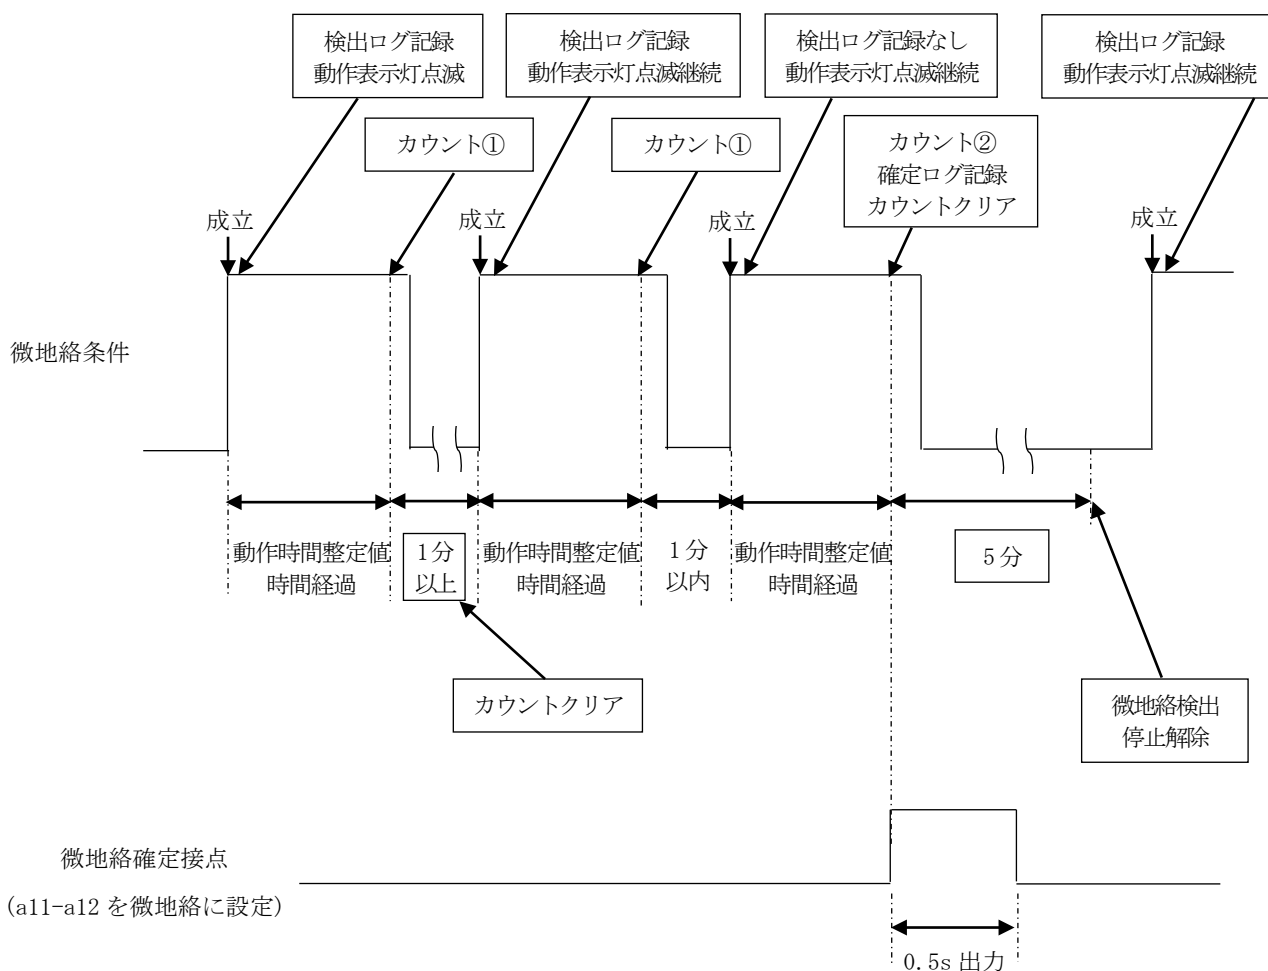 検出ログ記録
動作表示灯点滅
検出ログ記録
動作表示灯点滅継続
検出ログ記録なし
動作表示灯点滅継続
検出ログ記録
動作表示灯点滅継続
カウント①
カウント①
カウント②
確定ログ記録
カウントクリア
成立
成立
成立
成立
微地絡条件
動作時間整定値
時間経過
1分
以上
動作時間整定値
時間経過
1分
以内
動作時間整定値
時間経過
5分
カウントクリア
微地絡検出
停止解除
微地絡確定接点
(a11-a12 を微地絡に設定)
0.5s 出力